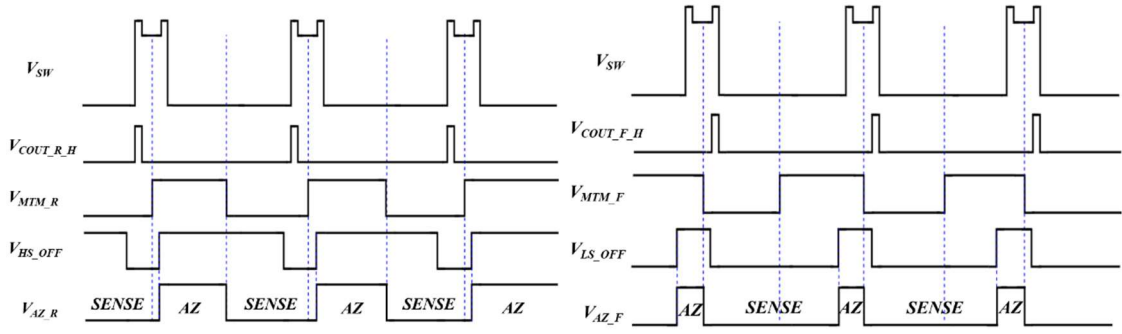 V_SW
V_COUT_R_H
V_MTM_R
V_HS_OFF
V_AZ_R
SENSE AZ SENSE AZ SENSE AZ
V_SW
V_COUT_F_H
V_MTM_F
V_LS_OFF
V_AZ_F
AZ SENSE AZ SENSE AZ